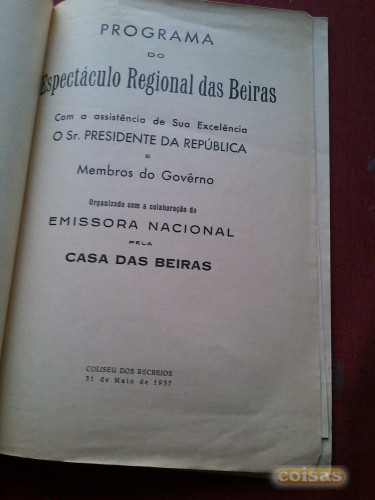 PROGRAMA
DO
Espectáculo Regional das Beiras
Com a assistência de Sua Excelência
O Sr. PRESIDENTE DA REPÚBLICA
E
Membros do Govêrno
Organizado com a colaboração da
EMISSORA NACIONAL
PELA
CASA DAS BEIRAS
COLISEU DOS RECREIOS
31 de Maio de 1937
coisas